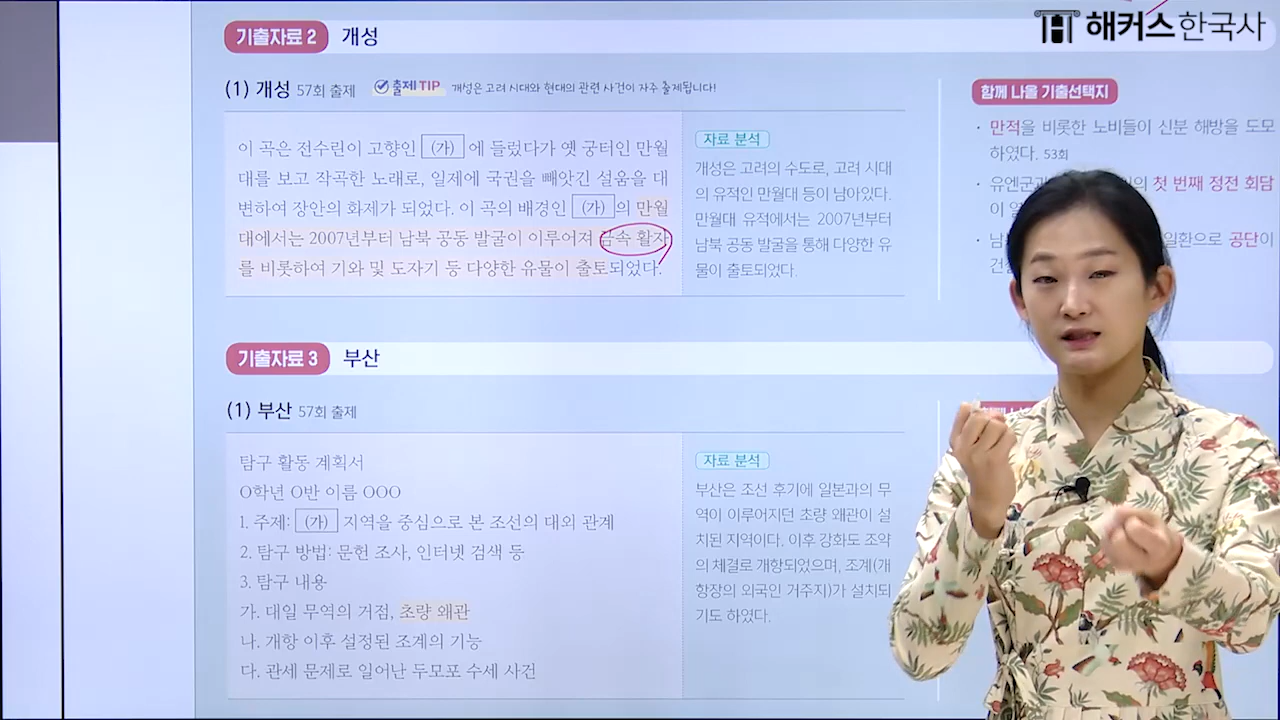 해커스한국사
기출자료 2 개성
(1) 개성 57회 출제 출제 TIP 개성은 고려 시대와 현대의 관련 사건이 자주 출제됩니다!
이 곡은 전수린이 고향인 (가) 에 들렀다가 옛 궁터인 만월
대를 보고 작곡한 노래로, 일제에 국권을 빼앗긴 설움을 대
변하여 장안의 화제가 되었다. 이 곡의 배경인 (가) 의 만월
대에서는 2007년부터 남북 공동 발굴이 이루어져 금속 활자
를 비롯하여 기와 및 도자기 등 다양한 유물이 출토되었다.
자료 분석
개성은 고려의 수도로, 고려 시대
의 유적인 만월대 등이 남아있다.
만월대 유적에서는 2007년부터
남북 공동 발굴을 통해 다양한 유
물이 출토되었다.
함께 나올 기출선택지
· 만적을 비롯한 노비들이 신분 해방을 도모
하였다. 53회
· 유엔군과 의 첫 번째 정전 회담
이
· 일환으로 공단이
기출자료 3 부산
(1) 부산 57회 출제
탐구 활동 계획서
O학년 O반 이름 OOO
1. 주제: (가) 지역을 중심으로 본 조선의 대외 관계
2. 탐구 방법: 문헌 조사, 인터넷 검색 등
3. 탐구 내용
가. 대일 무역의 거점, 초량 왜관
나. 개항 이후 설정된 조계의 기능
다. 관세 문제로 일어난 두모포 수세 사건
자료 분석
부산은 조선 후기에 일본과의 무
역이 이루어지던 초량 왜관이 설
치된 지역이다. 이후 강화도 조약
의 체결로 개항되었으며, 조계(개
항장의 외국인 거주지)가 설치되
기도 하였다.